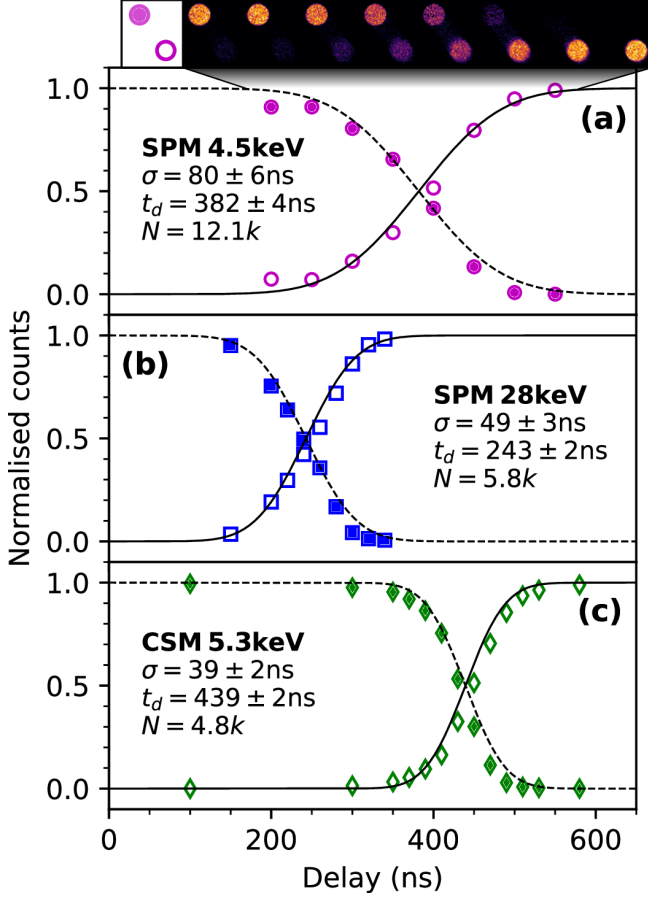 1.0
0.5
0.0
(a)
SPM 4.5keV
σ = 80 ± 6ns
t_d = 382 ± 4ns
N = 12.1k
1.0
0.5
0.0
(b)
SPM 28keV
σ = 49 ± 3ns
t_d = 243 ± 2ns
N = 5.8k
1.0
0.5
0.0
(c)
CSM 5.3keV
σ = 39 ± 2ns
t_d = 439 ± 2ns
N = 4.8k
Normalised counts
0 200 400 600
Delay (ns)